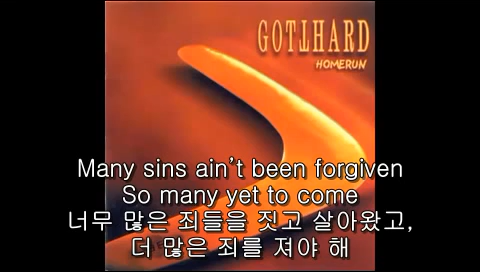 GOTTHARD
HOMERUN
Many sins ain't been forgiven
So many yet to come
너무 많은 죄들을 짓고 살아왔고,
더 많은 죄를 져야 해